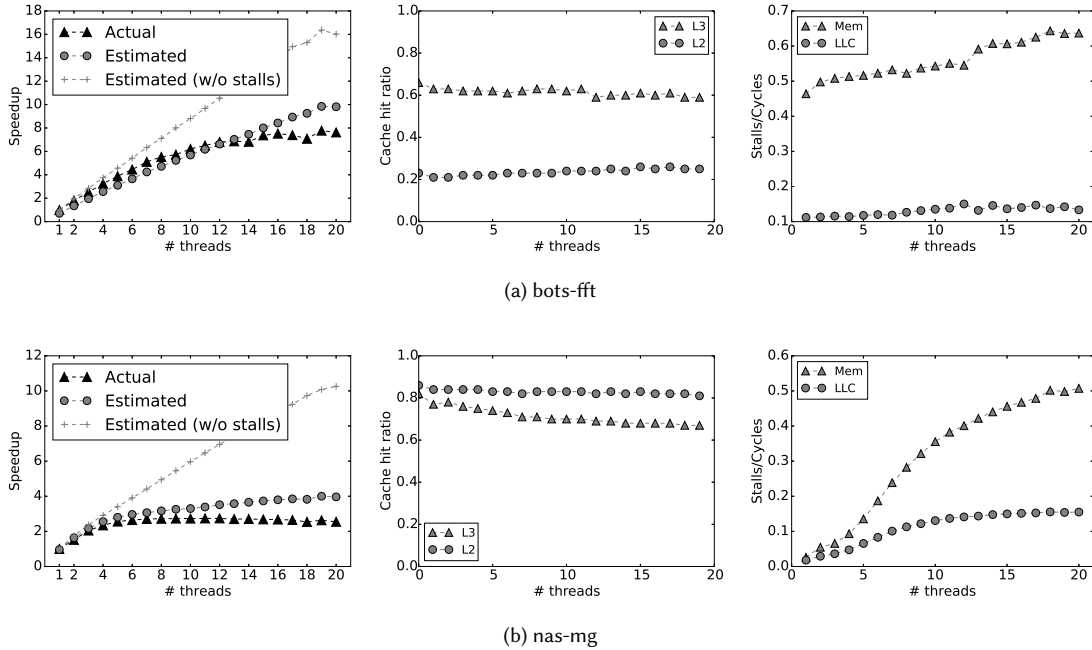 18
16
14
12
10
8
6
4
2
0
Speedup
Actual
Estimated
Estimated (w/o stalls)
1 2 4 6 8 10 12 14 16 18 20
# threads
1.0
0.8
0.6
0.4
0.2
0.0
Cache hit ratio
L3
L2
0 5 10 15 20
# threads
0.7
0.6
0.5
0.4
0.3
0.2
0.1
Stalls/Cycles
Mem
LLC
0 5 10 15 20
# threads
(a) bots-fft
12
10
8
6
4
2
0
Speedup
Actual
Estimated
Estimated (w/o stalls)
1 2 4 6 8 10 12 14 16 18 20
# threads
1.0
0.8
0.6
0.4
0.2
0.0
Cache hit ratio
L3
L2
0 5 10 15 20
# threads
0.6
0.5
0.4
0.3
0.2
0.1
0.0
Stalls/Cycles
Mem
LLC
0 5 10 15 20
# threads
(b) nas-mg